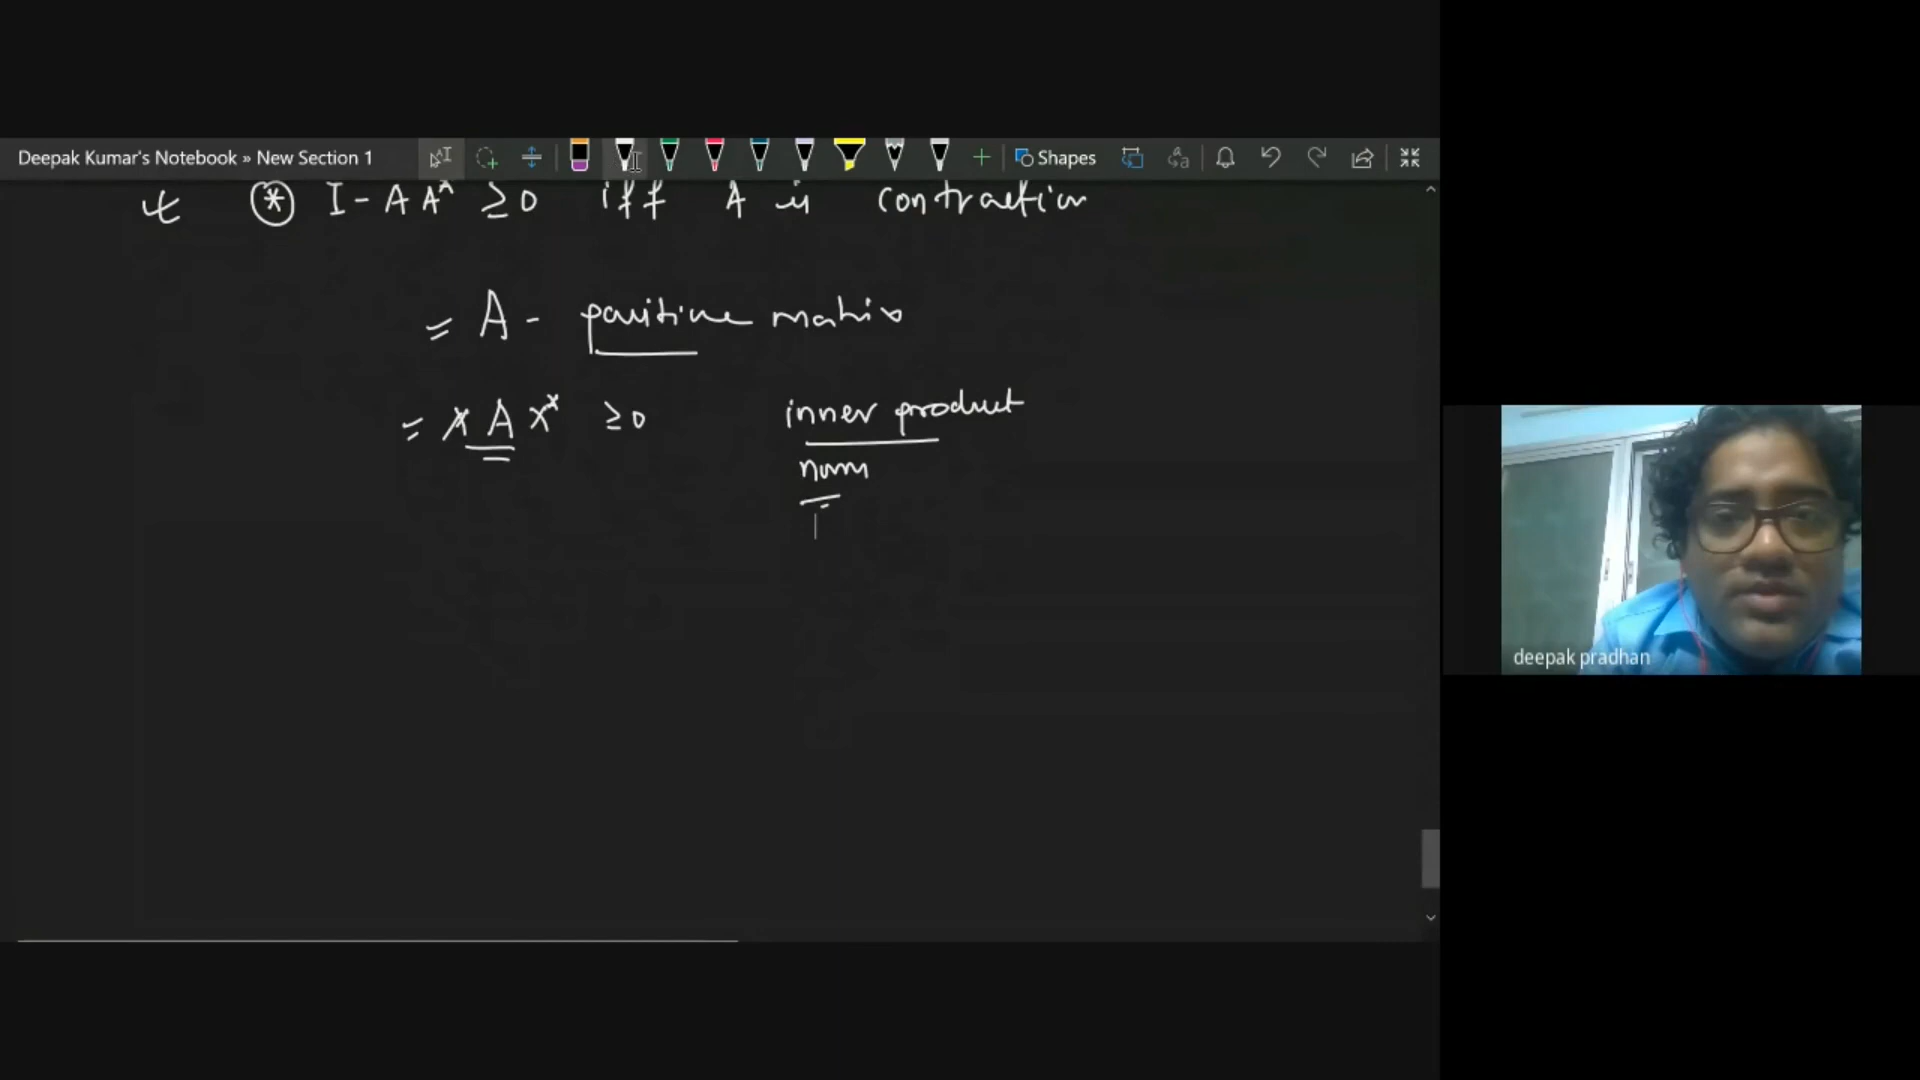 Deepak Kumar's Notebook » New Section 1
Shapes
⊛ I - A A* ≥ 0 iff A is contraction
= A - positive matrix
= x A x* ≥ 0
inner product
norm
deepak pradhan